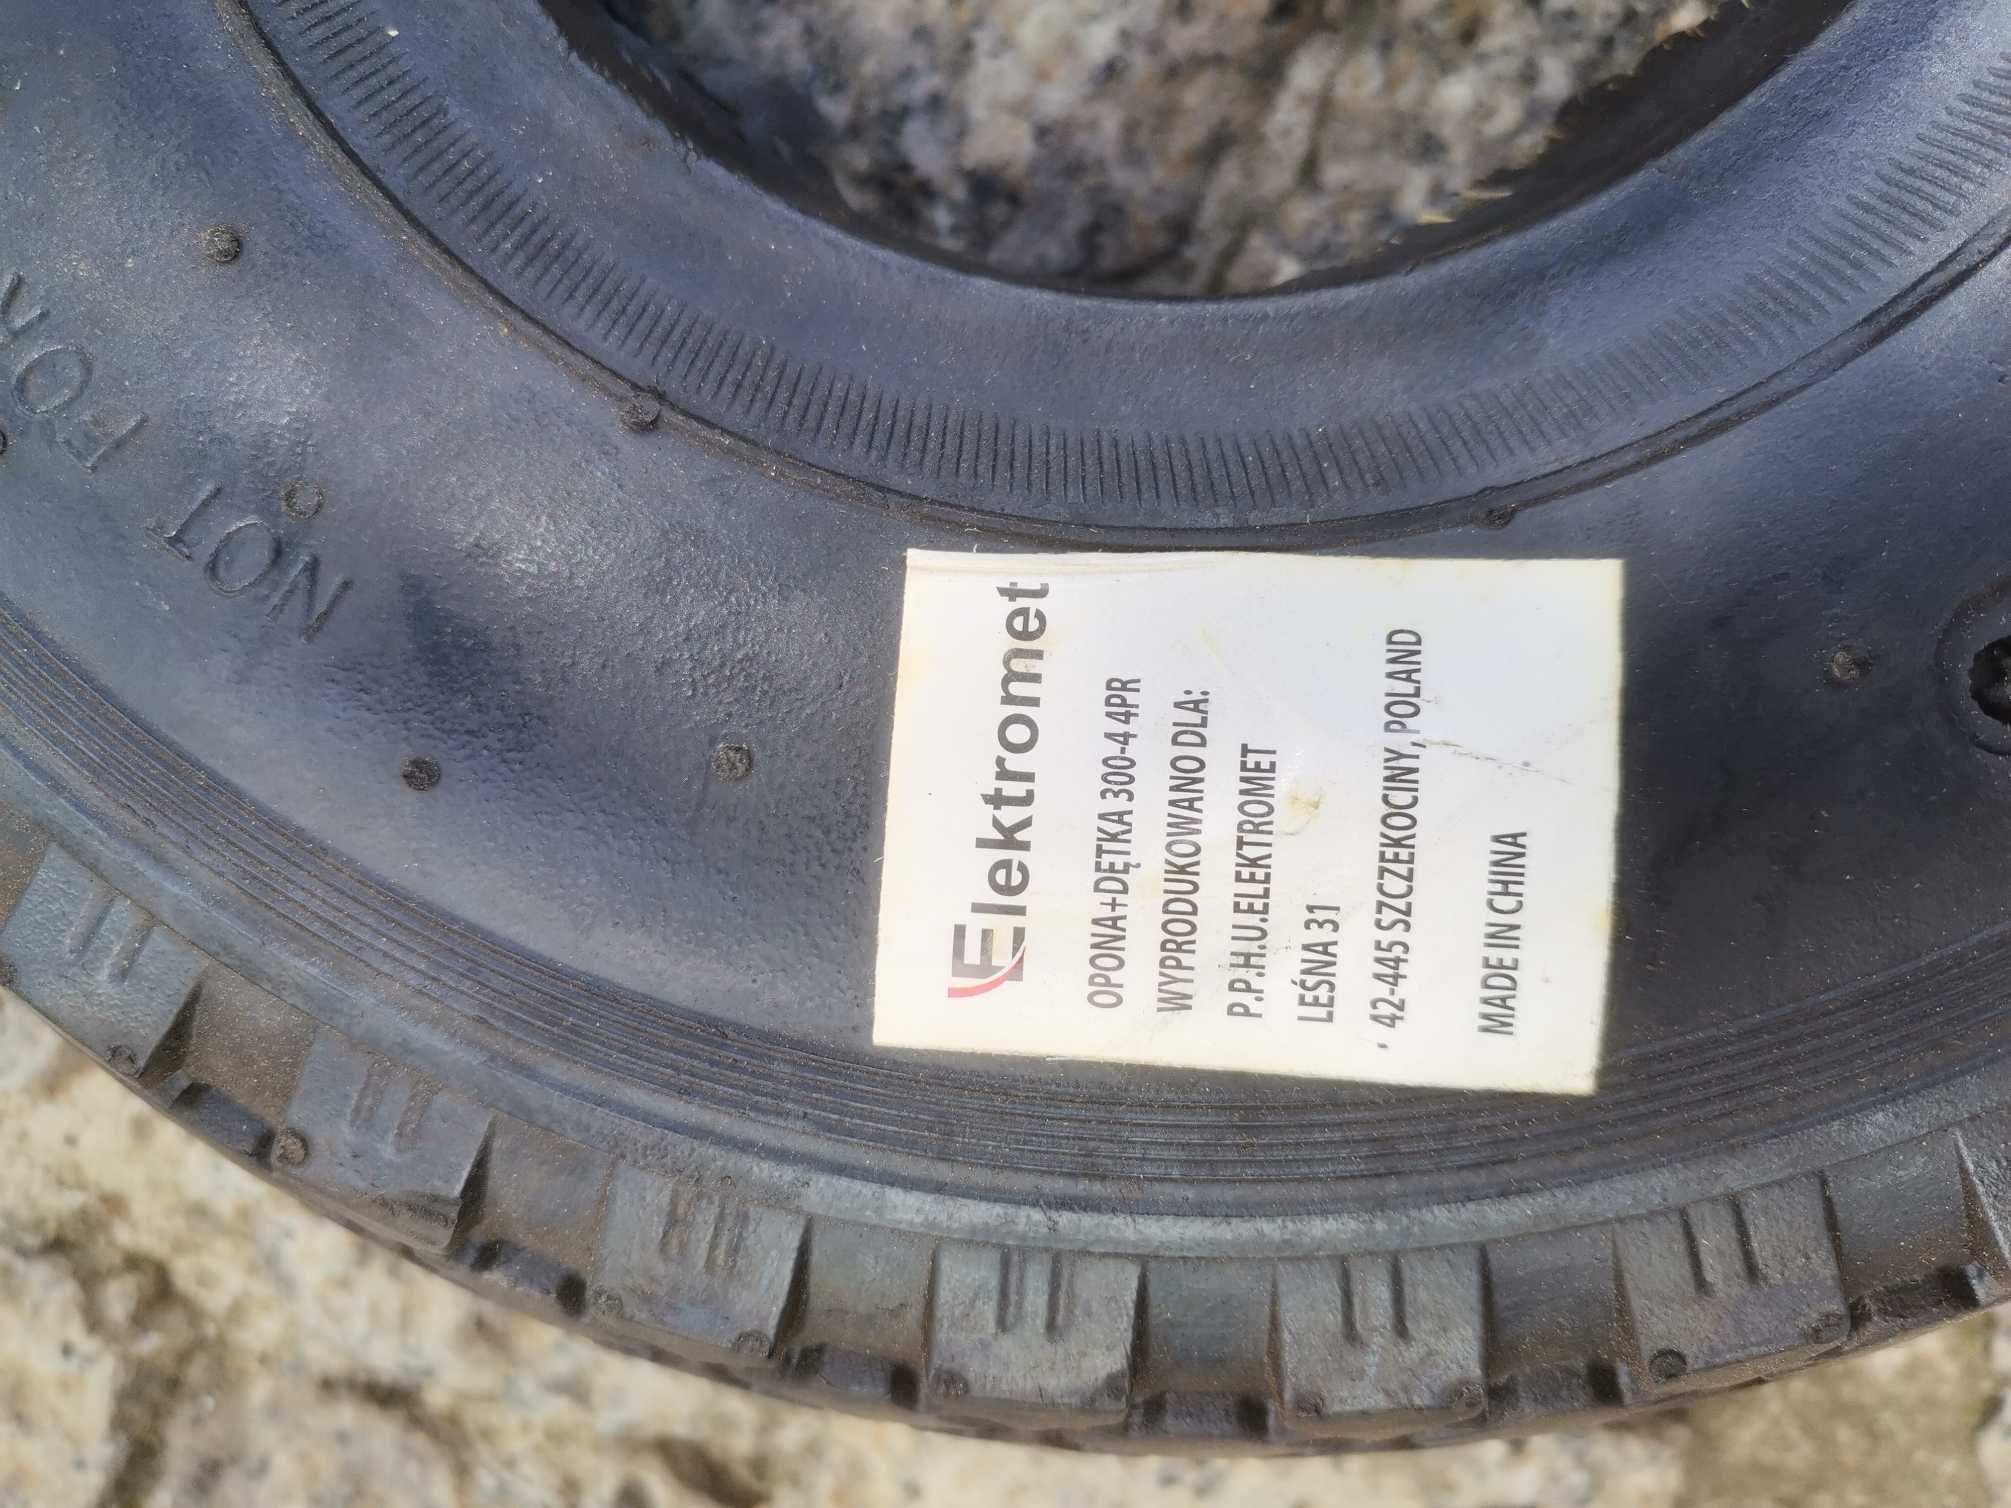 Elektromet
OPONA+DĘTKA 300-4 4PR
WYPRODUKOWANO DLA:
P.P.H.U.ELEKTROMET
LEŚNA 31
, 42-445 SZCZEKOCINY, POLAND
MADE IN CHINA
NOT FOR